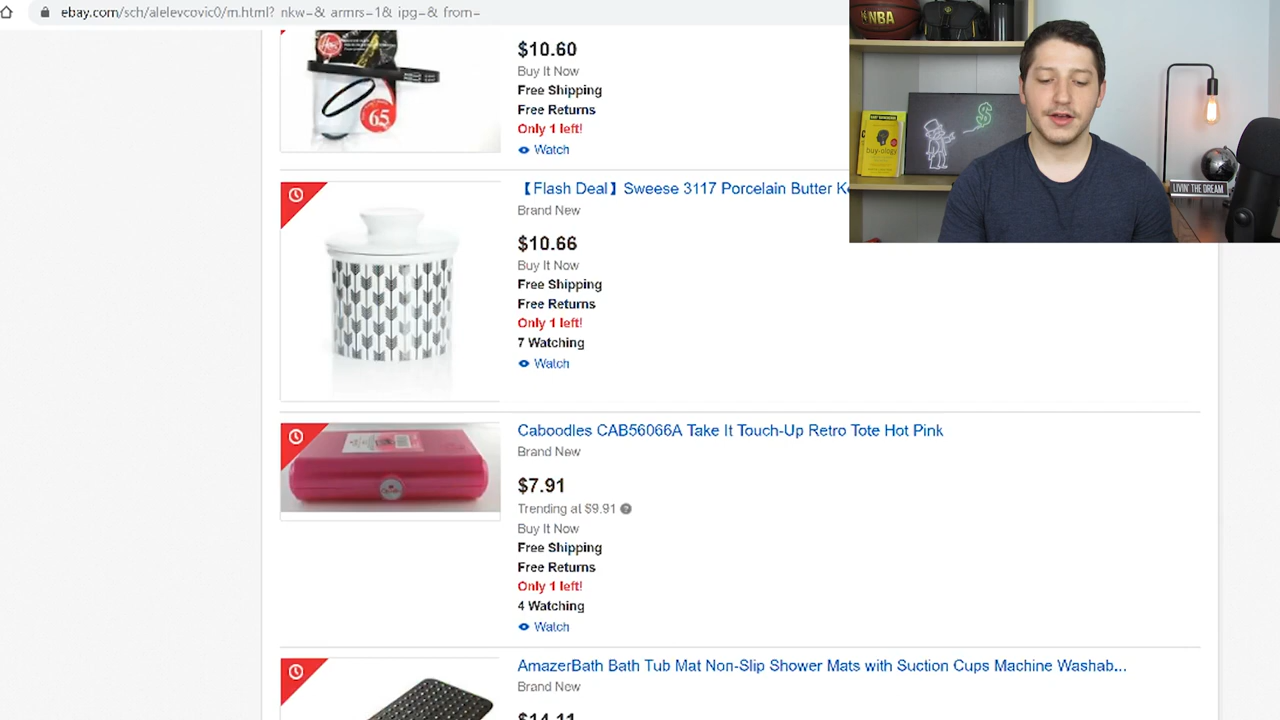 ebay.com/sch/alelevcovic0/m.html?_nkw=&_armrs=1&_ipg=&_from=
$10.60
Buy It Now
Free Shipping
Free Returns
Only 1 left!
Watch
65
【Flash Deal】Sweese 3117 Porcelain Butter
Brand New
$10.66
Buy It Now
Free Shipping
Free Returns
Only 1 left!
7 Watching
Watch
Caboodles CAB56066A Take It Touch-Up Retro Tote Hot Pink
Brand New
$7.91
Trending at $9.91
Buy It Now
Free Shipping
Free Returns
Only 1 left!
4 Watching
Watch
AmazerBath Bath Tub Mat Non-Slip Shower Mats with Suction Cups Machine Washab...
Brand New
$14.11
NBA
buy-ology
LIVIN' THE DREAM